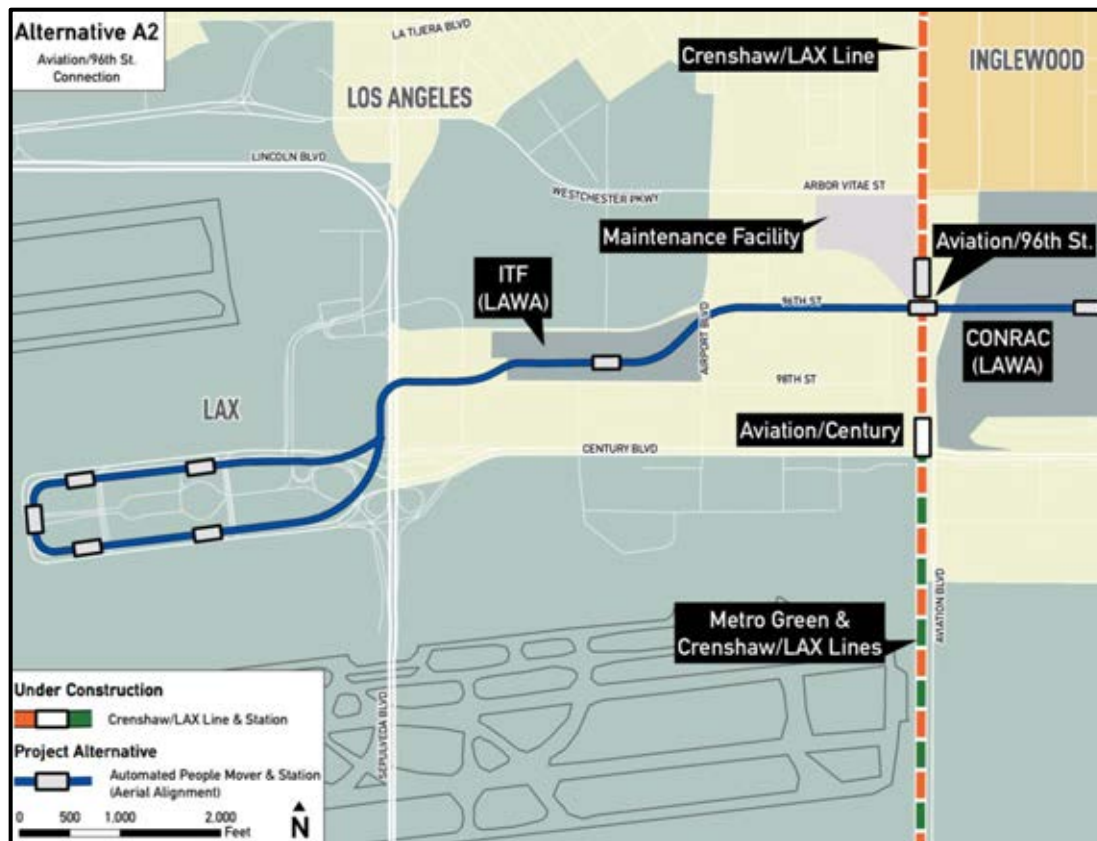 Alternative A2
Aviation/96th St.
Connection
LA TIJERA BLVD
Crenshaw/LAX Line
INGLEWOOD
LOS ANGELES
LINCOLN BLVD
WESTCHESTER PKWY
ARBOR VITAE ST
Maintenance Facility
Aviation/96th St.
ITF
(LAWA)
96TH ST
AIRPORT BLVD
CONRAC
(LAWA)
98TH ST
LAX
Aviation/Century
CENTURY BLVD
AVIATION BLVD
Metro Green &
Crenshaw/LAX Lines
SEPULVEDA BLVD
Under Construction
Crenshaw/LAX Line & Station
Project Alternative
Automated People Mover & Station
(Aerial Alignment)
0 500 1,000 2,000
Feet
N